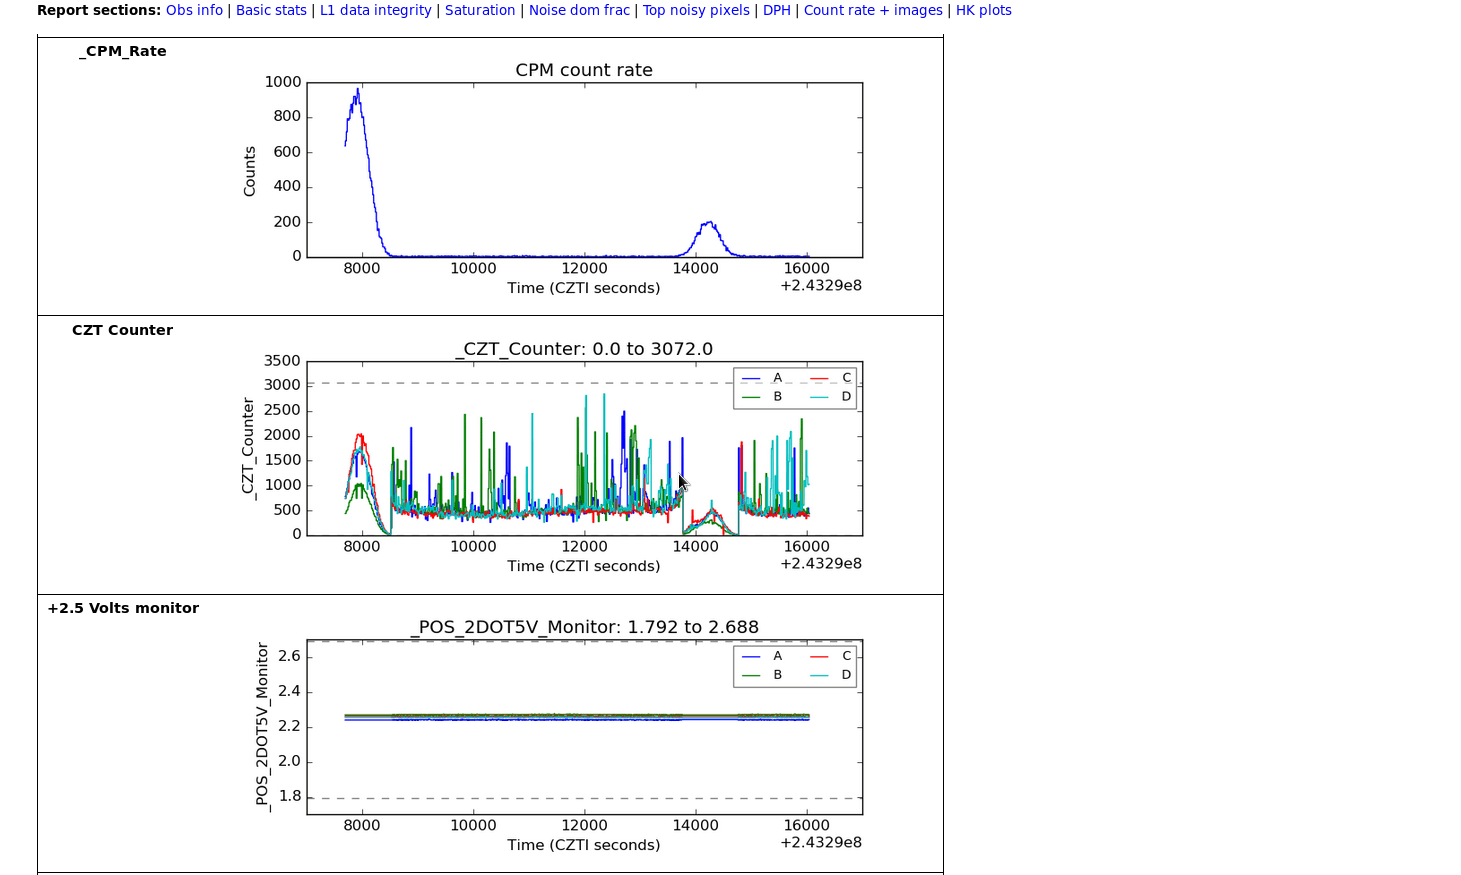 Report sections: Obs info | Basic stats | L1 data integrity | Saturation | Noise dom frac | Top noisy pixels | DPH | Count rate + images | HK plots
_CPM_Rate
CPM count rate
1000
800
600
400
200
0
Counts
8000 10000 12000 14000 16000
Time (CZTI seconds)
+2.4329e8
CZT Counter
_CZT_Counter: 0.0 to 3072.0
3500
3000
2500
2000
1500
1000
500
0
_CZT_Counter
A C
B D
8000 10000 12000 14000 16000
Time (CZTI seconds)
+2.4329e8
+2.5 Volts monitor
_POS_2DOT5V_Monitor: 1.792 to 2.688
2.6
2.4
2.2
2.0
1.8
_POS_2DOT5V_Monitor
A C
B D
8000 10000 12000 14000 16000
Time (CZTI seconds)
+2.4329e8